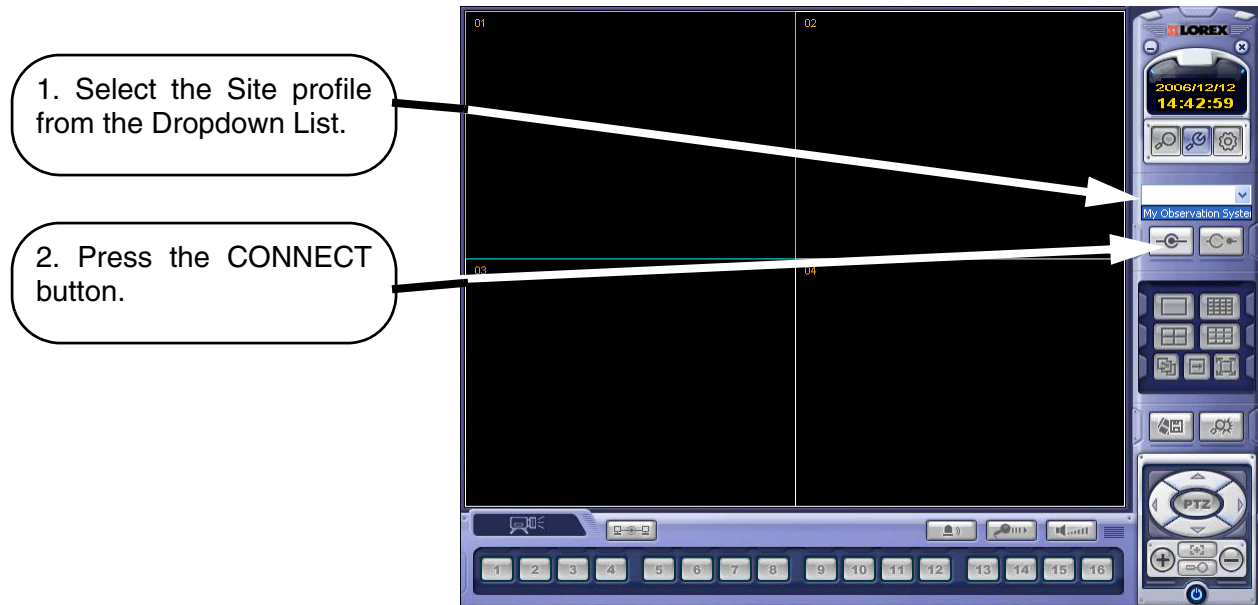 1. Select the Site profile
from the Dropdown List.
2. Press the CONNECT
button.
01
02
03
04
LOREX
2006/12/12
14:42:59
My Observation System
PTZ
1 2 3 4 5 6 7 8 9 10 11 12 13 14 15 16